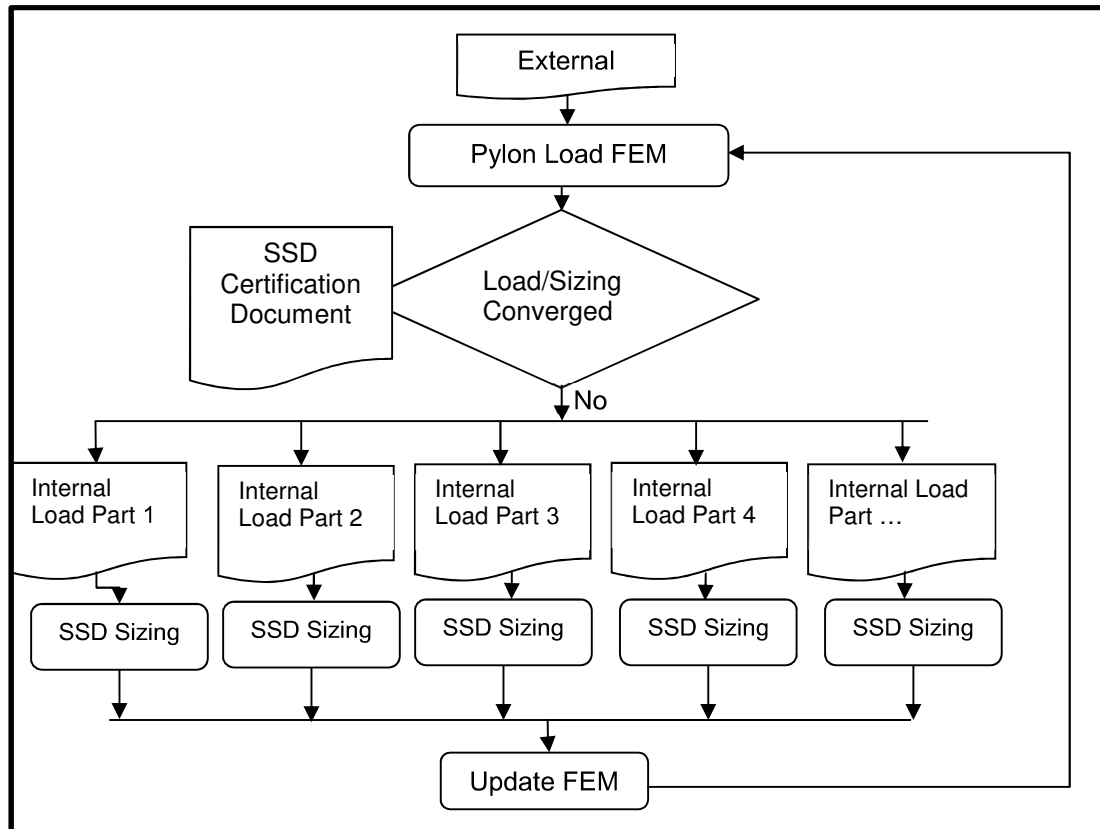 External
Pylon Load FEM
SSD
Certification
Document
Load/Sizing
Converged
No
Internal
Load Part 1
Internal
Load Part 2
Internal
Load Part 3
Internal
Load Part 4
Internal Load
Part …
SSD Sizing
SSD Sizing
SSD Sizing
SSD Sizing
SSD Sizing
Update FEM